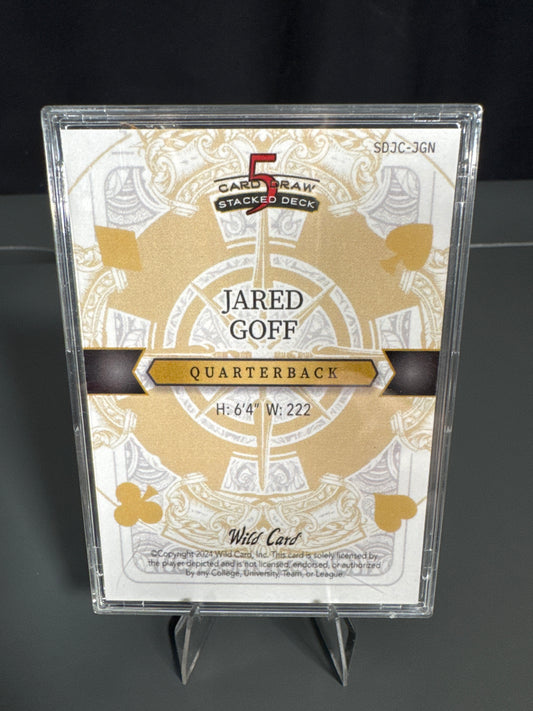 SDJC-JGN
5
CARD DRAW
STACKED DECK
JARED
GOFF
QUARTERBACK
H: 6'4" W: 222
Wild Card
©Copyright 2024 Wild Card, Inc. This card is solely licensed by
the player depicted and is not licensed, endorsed, or authorized
by any College, University, Team, or League.